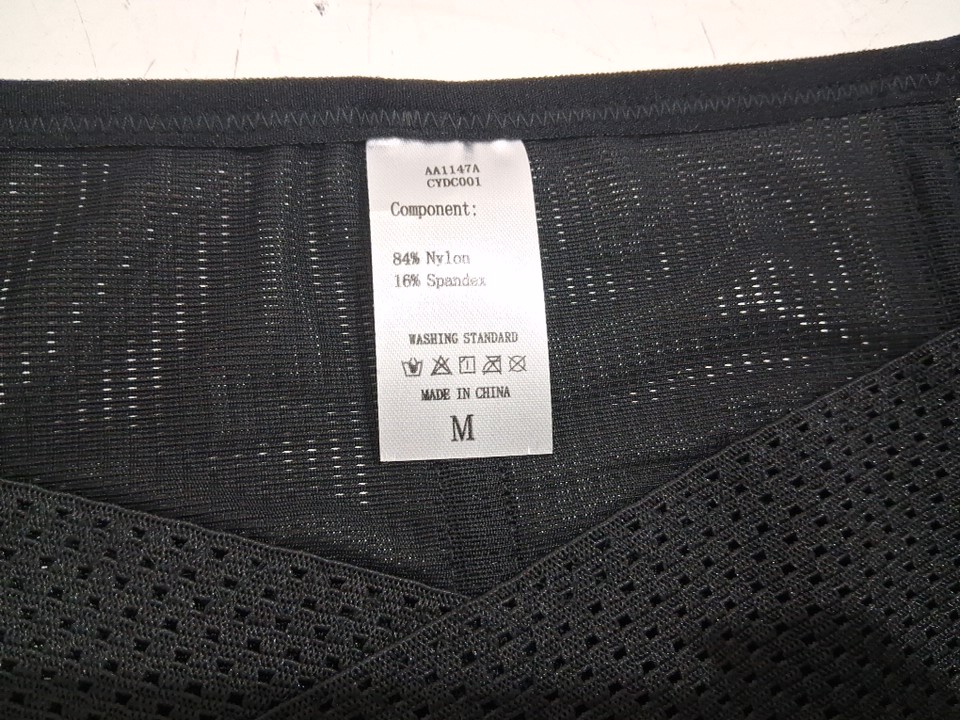 AA1147A
CYDC001
Component:
84% Nylon
16% Spandex
WASHING STANDARD
MADE IN CHINA
M